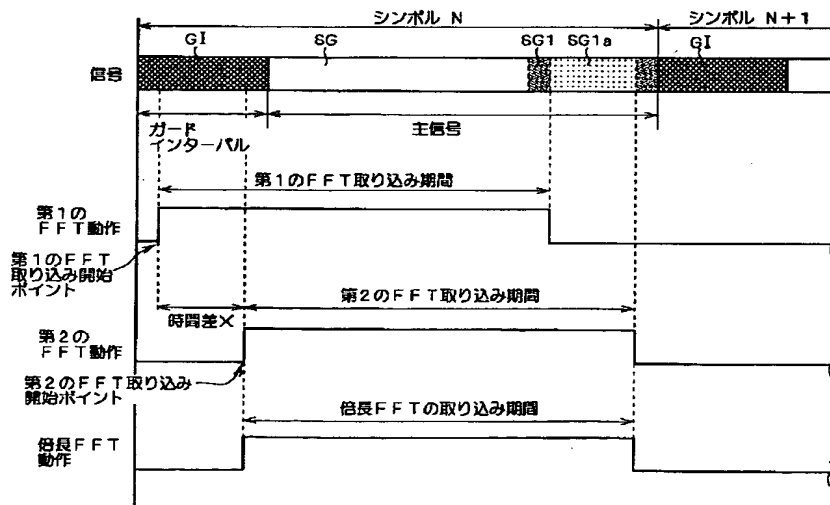 シンボル N
シンボル N+1
GI
SG
SG1
SG1a
GI
信号
ガード
インターバル
主信号
第1のFFT取り込み期間
第1の
FFT動作
第1のFFT
取り込み開始
ポイント
時間差X
第2のFFT取り込み期間
第2の
FFT動作
第2のFFT取り込み
開始ポイント
倍長FFTの取り込み期間
倍長FFT
動作